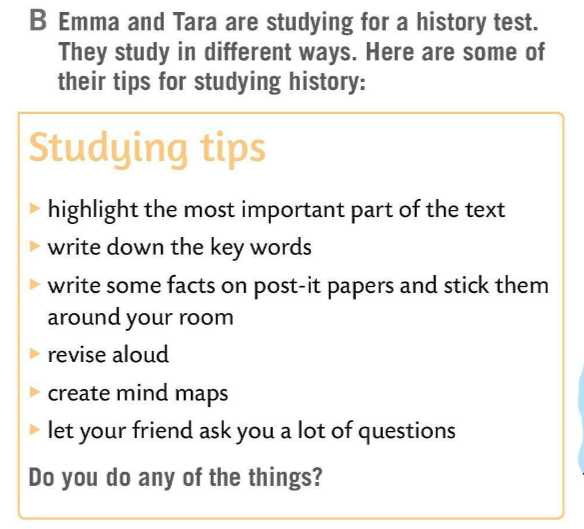 B Emma and Tara are studying for a history test.
They study in different ways. Here are some of
their tips for studying history:
Studying tips
▸ highlight the most important part of the text
▸ write down the key words
▸ write some facts on post-it papers and stick them
around your room
▸ revise aloud
▸ create mind maps
▸ let your friend ask you a lot of questions
Do you do any of the things?